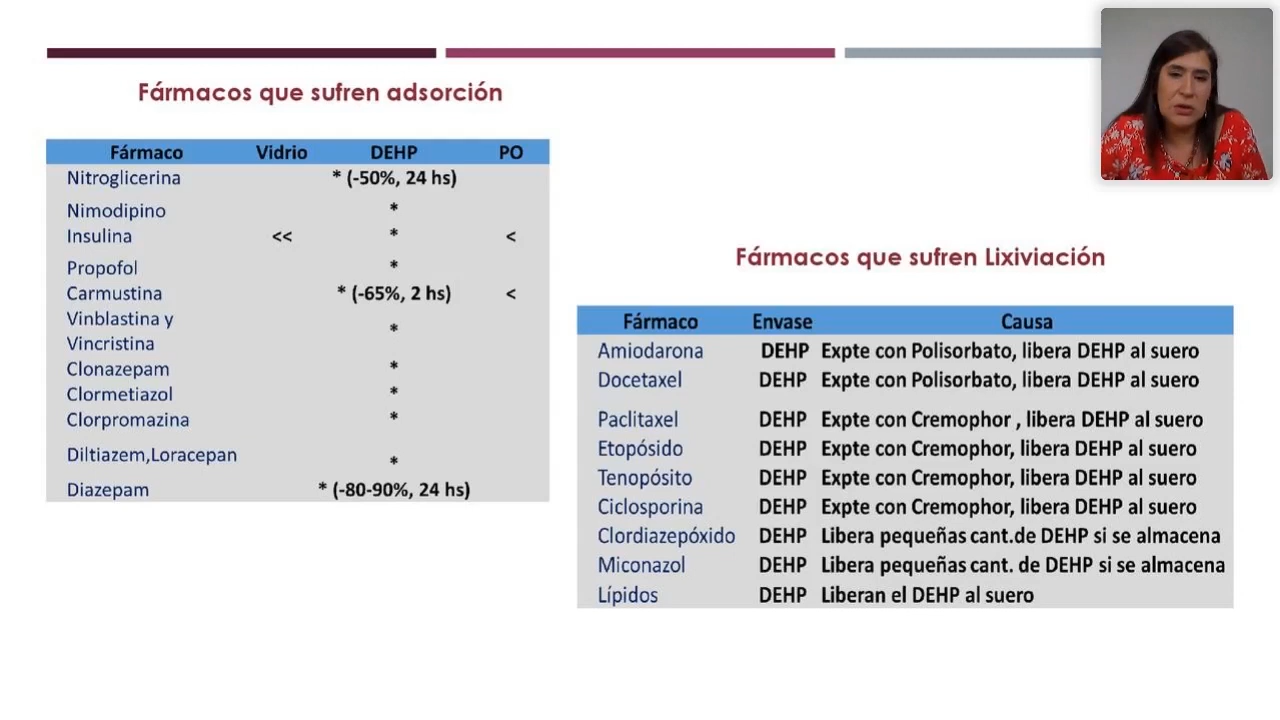 Fármacos que sufren adsorción
Fármaco Vidrio DEHP PO
Nitroglicerina * (-50%, 24 hs)
Nimodipino *
Insulina << * <
Propofol *
Carmustina * (-65%, 2 hs) <
Vinblastina y
Vincristina *
Clonazepam *
Clormetiazol *
Clorpromazina *
Diltiazem,Loracepan *
Diazepam * (-80-90%, 24 hs)
Fármacos que sufren Lixiviación
Fármaco Envase Causa
Amiodarona DEHP Expte con Polisorbato, libera DEHP al suero
Docetaxel DEHP Expte con Polisorbato, libera DEHP al suero
Paclitaxel DEHP Expte con Cremophor , libera DEHP al suero
Etopósido DEHP Expte con Cremophor, libera DEHP al suero
Tenopósito DEHP Expte con Cremophor, libera DEHP al suero
Ciclosporina DEHP Expte con Cremophor, libera DEHP al suero
Clordiazepóxido DEHP Libera pequeñas cant.de DEHP si se almacena
Miconazol DEHP Libera pequeñas cant. de DEHP si se almacena
Lípidos DEHP Liberan el DEHP al suero